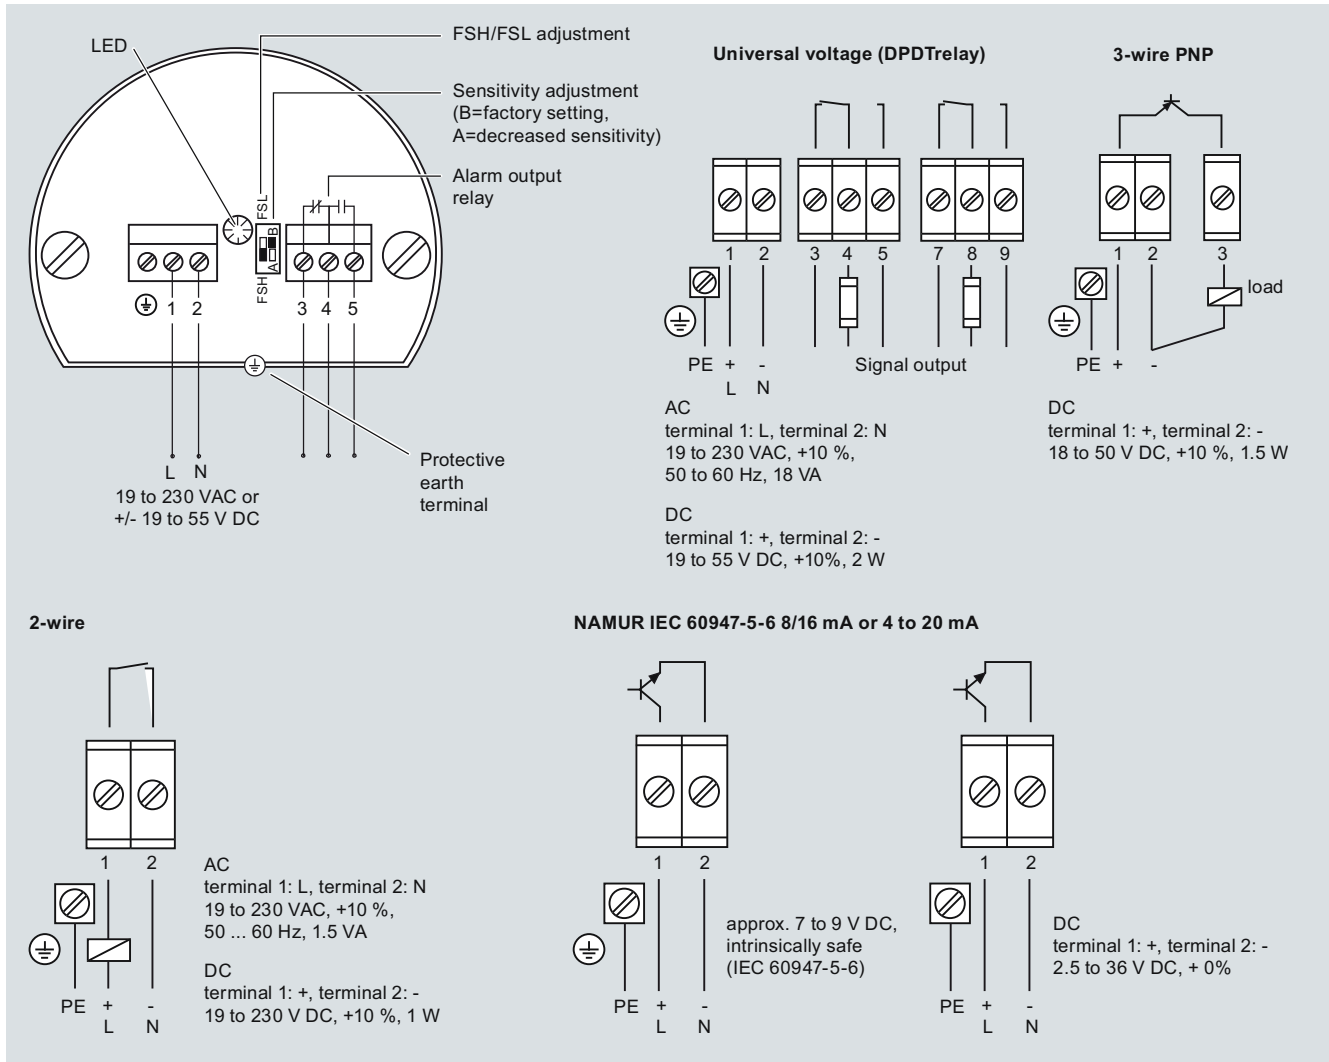 LED
FSH/FSL adjustment
Sensitivity adjustment
(B=factory setting,
A=decreased sensitivity)
Alarm output
relay
FSL
B
A
FSH
1 2
3 4 5
L N
19 to 230 VAC or
+/- 19 to 55 V DC
Protective
earth
terminal
Universal voltage (DPDTrelay)
1 2 3 4 5 7 8 9
PE + -
L N
Signal output
AC
terminal 1: L, terminal 2: N
19 to 230 VAC, +10 %,
50 to 60 Hz, 18 VA
DC
terminal 1: +, terminal 2: -
19 to 55 V DC, +10%, 2 W
3-wire PNP
1 2 3
load
PE + -
DC
terminal 1: +, terminal 2: -
18 to 50 V DC, +10 %, 1.5 W
2-wire
1 2
PE + -
L N
AC
terminal 1: L, terminal 2: N
19 to 230 VAC, +10 %,
50 ... 60 Hz, 1.5 VA
DC
terminal 1: +, terminal 2: -
19 to 230 V DC, +10 %, 1 W
NAMUR IEC 60947-5-6 8/16 mA or 4 to 20 mA
1 2
PE + -
L N
approx. 7 to 9 V DC,
intrinsically safe
(IEC 60947-5-6)
1 2
PE + -
L N
DC
terminal 1: +, terminal 2: -
2.5 to 36 V DC, + 0%